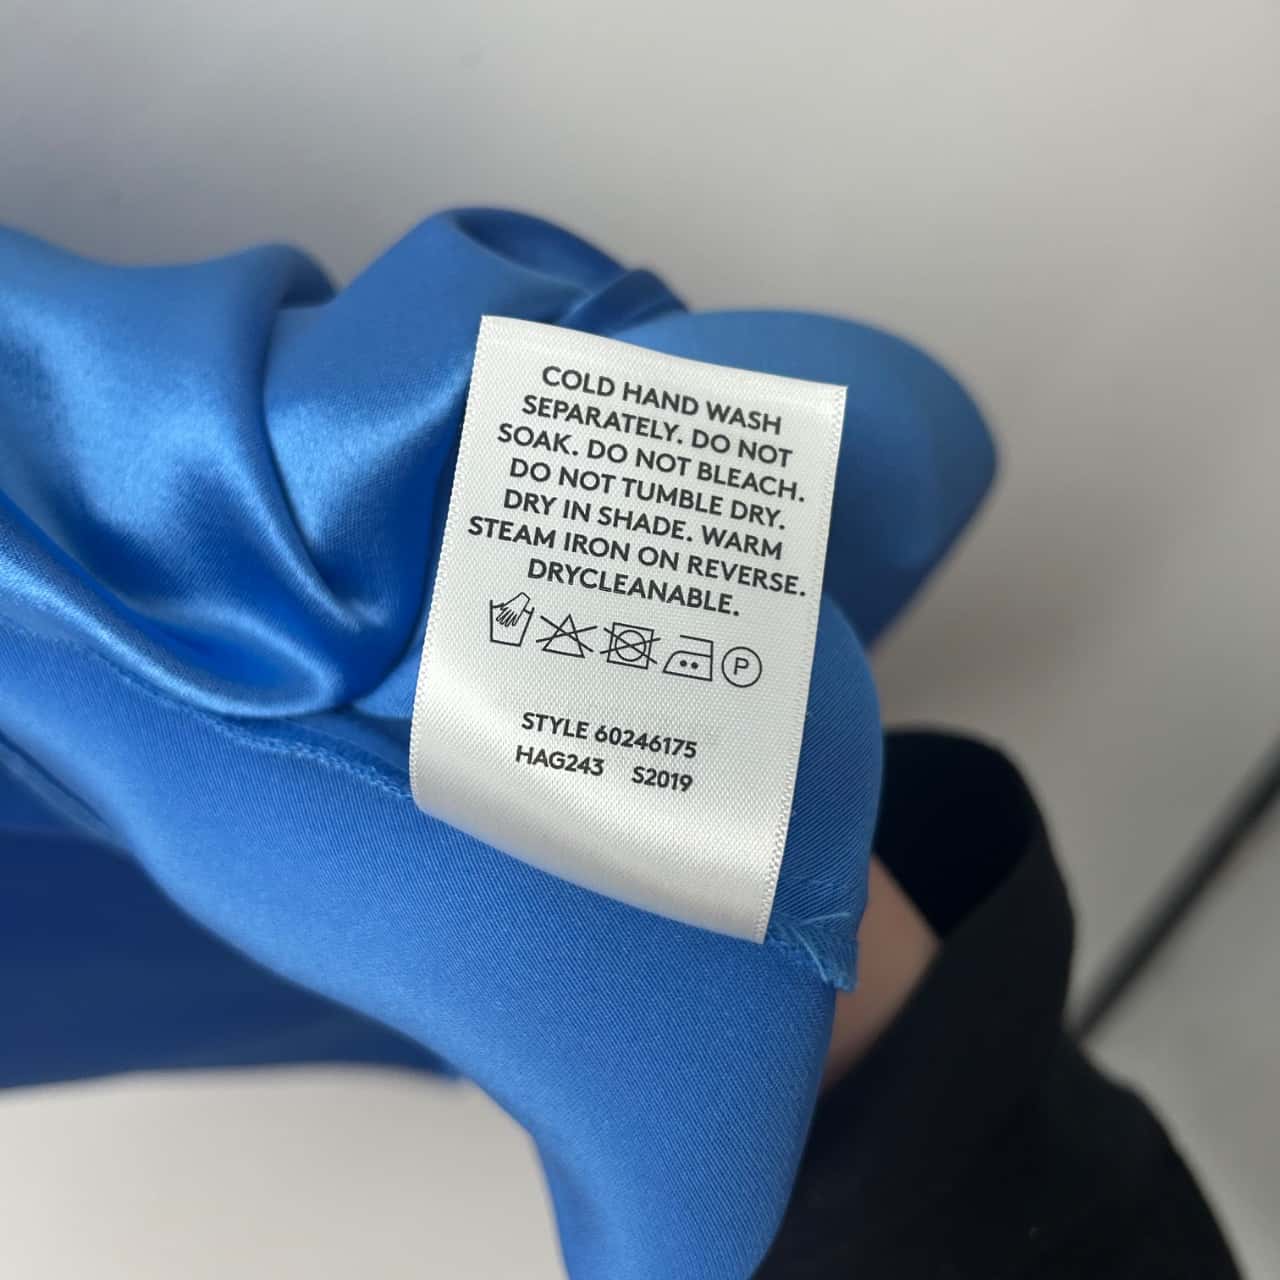 COLD HAND WASH
SEPARATELY. DO NOT
SOAK. DO NOT BLEACH.
DO NOT TUMBLE DRY.
DRY IN SHADE. WARM
STEAM IRON ON REVERSE.
DRYCLEANABLE.
P
STYLE 60246175
HAG243 S2019